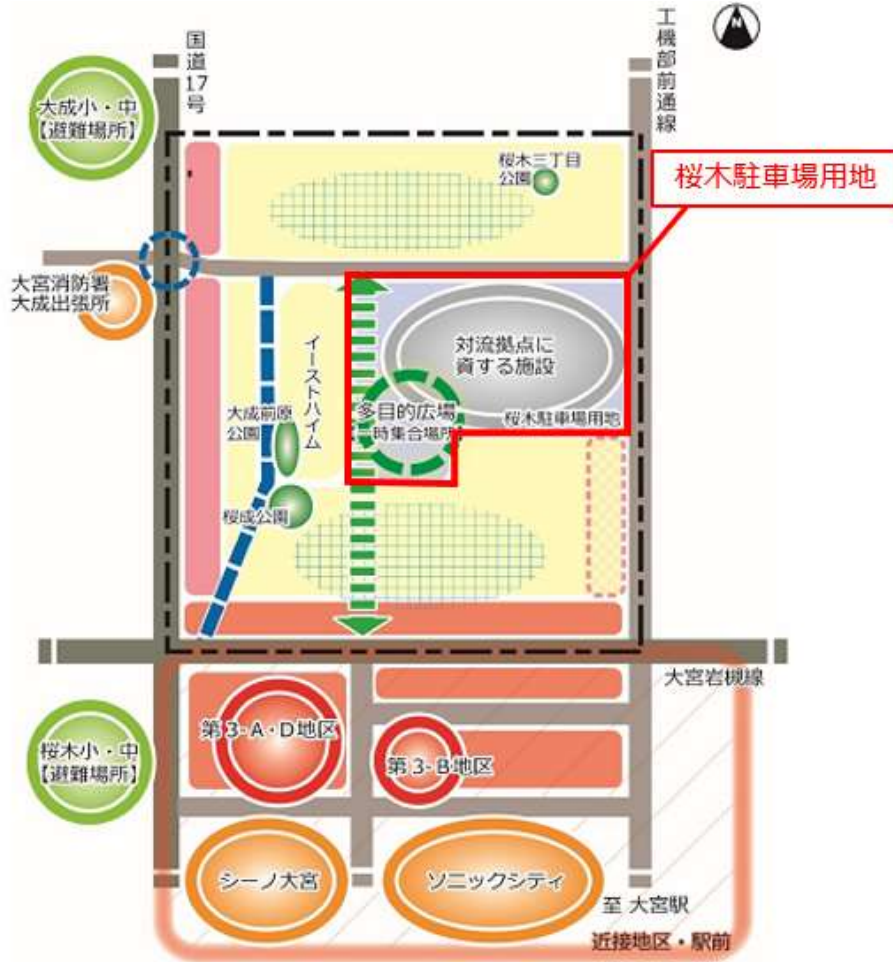 国道17号
工機部前通線
N
大成小・中
【避難場所】
桜木三丁目
公園
桜木駐車場用地
大宮消防署
大成出張所
イーストハイム
対流拠点に
資する施設
大成前原
公園
多目的広場
一時集合場所
桜木駐車場用地
桜成公園
大宮岩槻線
第3-A・D地区
第3-B地区
桜木小・中
【避難場所】
シーノ大宮
ソニックシティ
至 大宮駅
近接地区・駅前